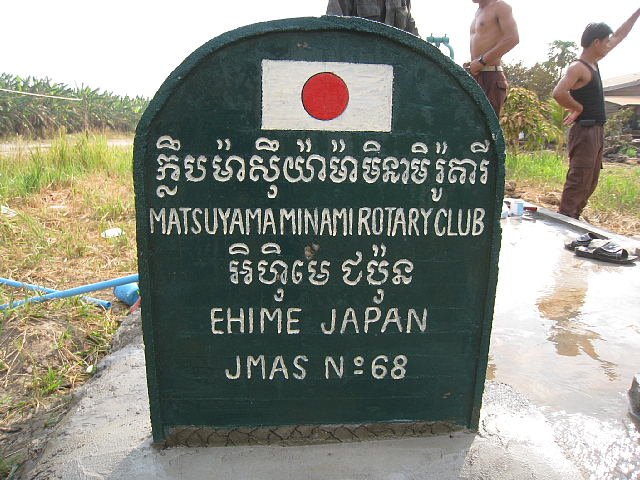 ក្លឹបម៉ាស៊ីយ៉ាម៉ាមិណាមិរ៉ូតារី
MATSUYAMA MINAMI ROTARY CLUB
អិហ៊ិមេ ជប៉ុន
EHIME JAPAN
JMAS Nº 68